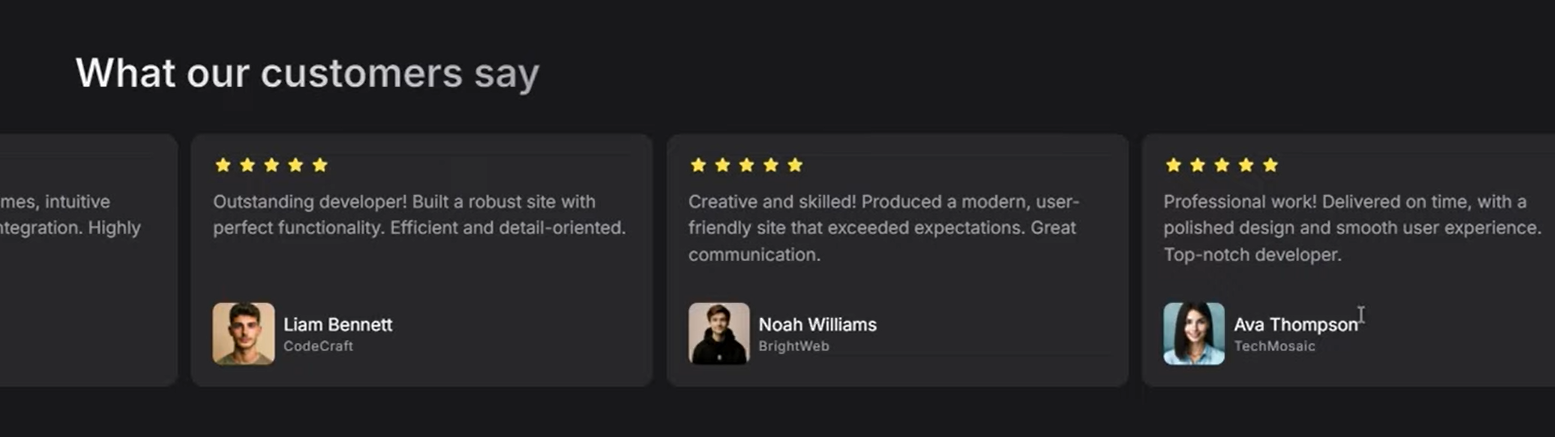 What our customers say
mes, intuitive
ntegration. Highly
Outstanding developer! Built a robust site with
perfect functionality. Efficient and detail-oriented.
Liam Bennett
CodeCraft
Creative and skilled! Produced a modern, user-
friendly site that exceeded expectations. Great
communication.
Noah Williams
BrightWeb
Professional work! Delivered on time, with a
polished design and smooth user experience.
Top-notch developer.
Ava Thompson
TechMosaic